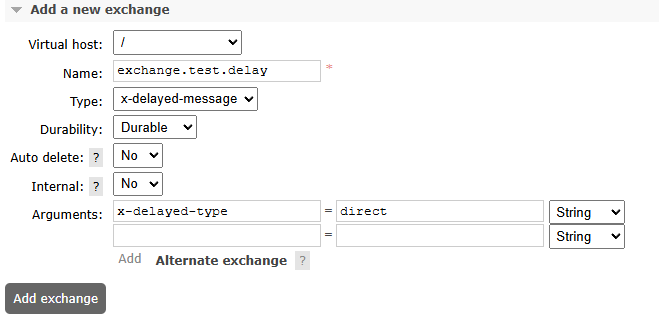 Add a new exchange
Virtual host: /
Name: exchange.test.delay *
Type: x-delayed-message
Durability: Durable
Auto delete: ? No
Internal: ? No
Arguments: x-delayed-type = direct String
= String
Add Alternate exchange ?
Add exchange